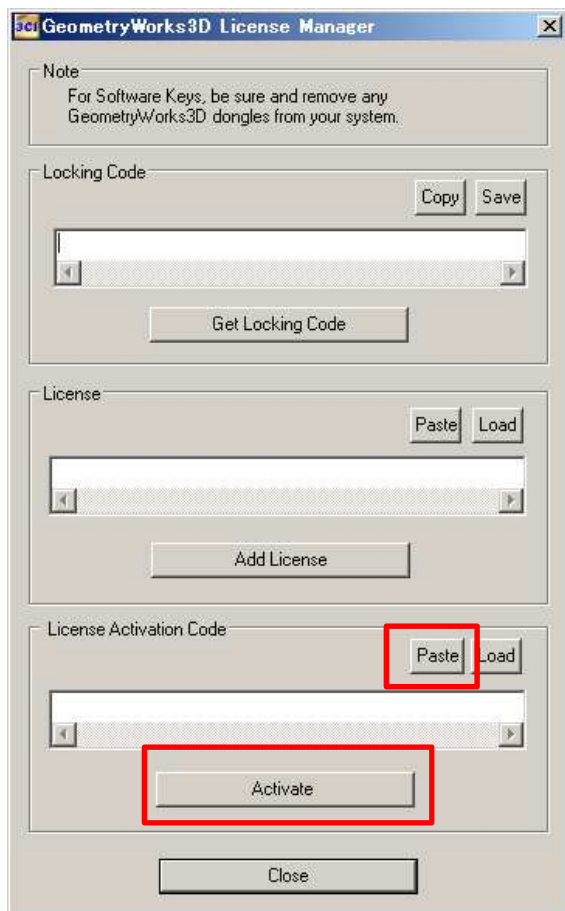 3CI GeometryWorks3D License Manager
Note
For Software Keys, be sure and remove any
GeometryWorks3D dongles from your system.
Locking Code
Copy Save
Get Locking Code
License
Paste Load
Add License
License Activation Code
Paste Load
Activate
Close